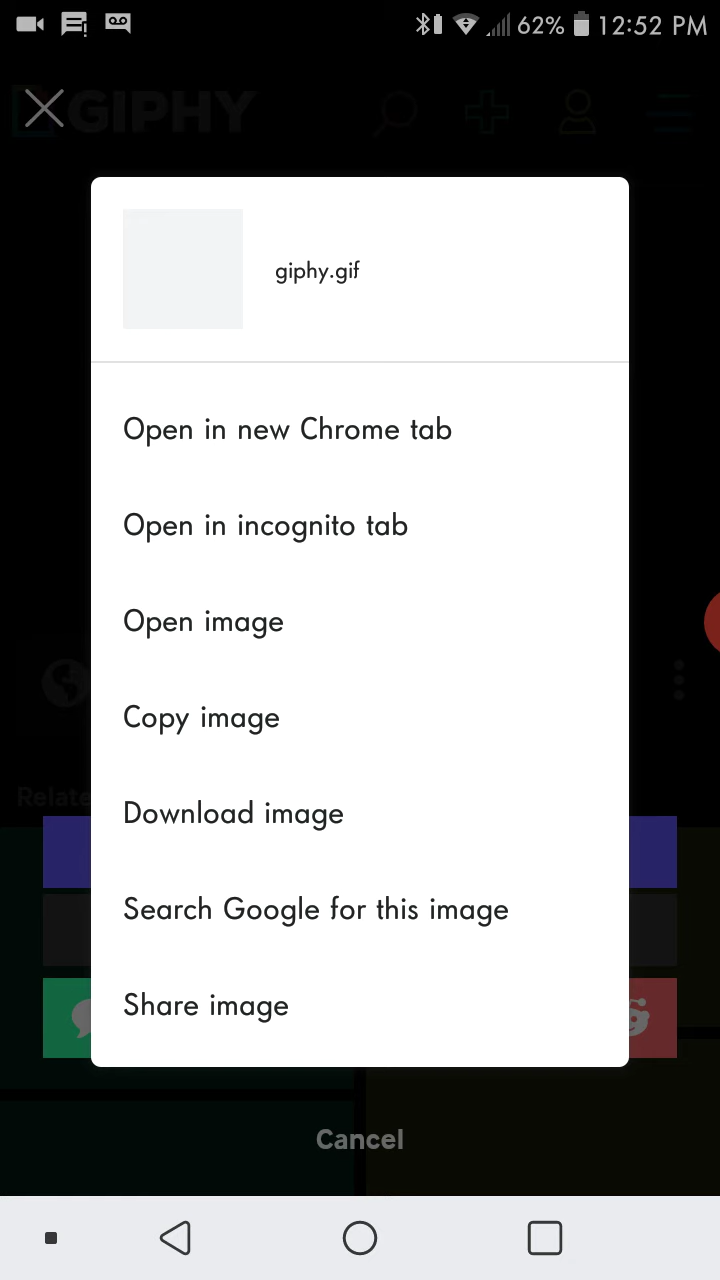 62% 12:52 PM
GIPHY
giphy.gif
Open in new Chrome tab
Open in incognito tab
Open image
Copy image
Relate
Download image
Search Google for this image
Share image
Cancel